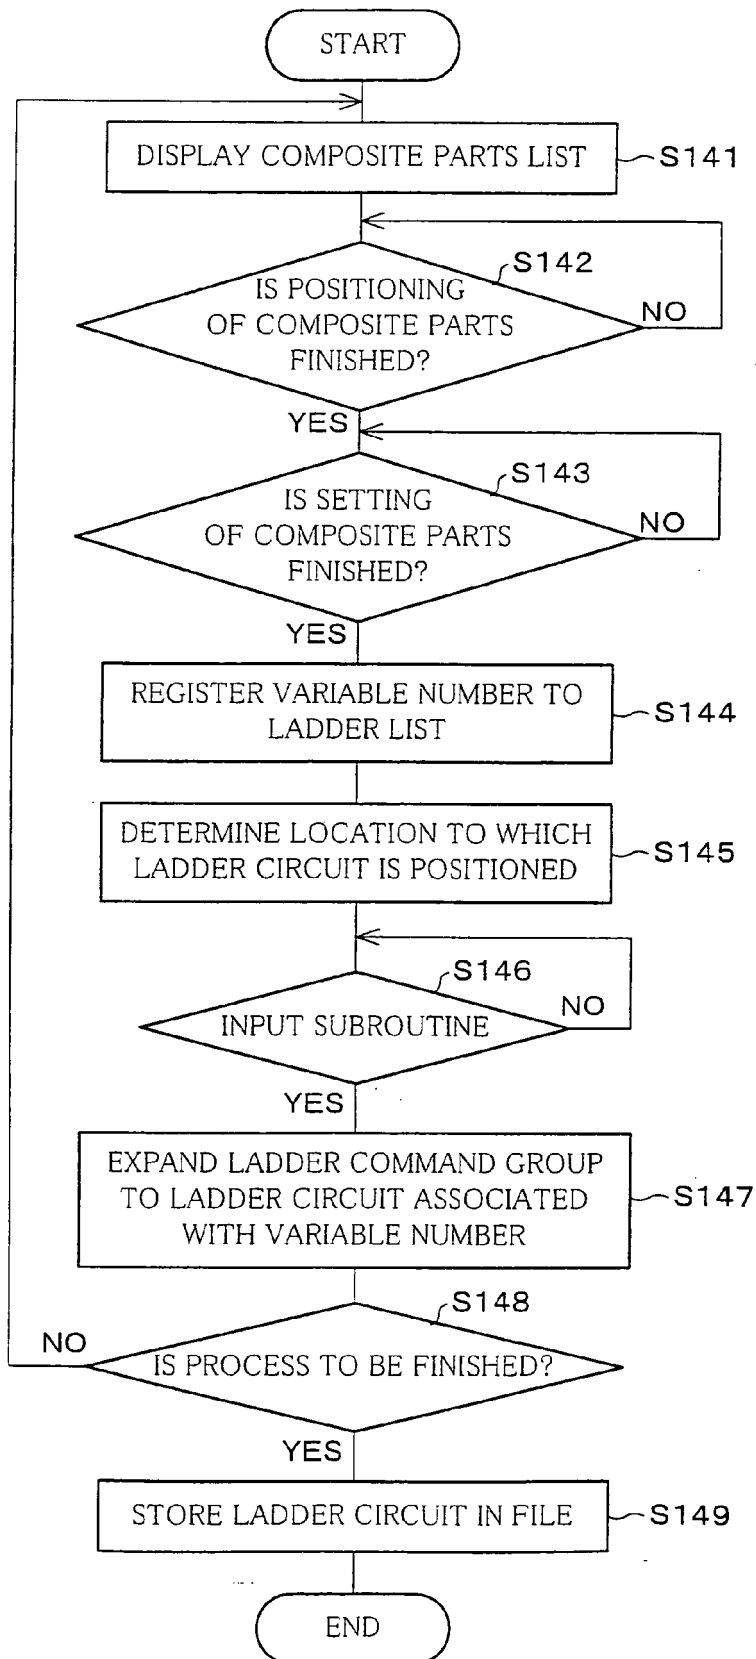 START
DISPLAY COMPOSITE PARTS LIST
S141
S142
IS POSITIONING
OF COMPOSITE PARTS
FINISHED?
NO
YES
S143
IS SETTING
OF COMPOSITE PARTS
FINISHED?
NO
YES
REGISTER VARIABLE NUMBER TO
LADDER LIST
S144
DETERMINE LOCATION TO WHICH
LADDER CIRCUIT IS POSITIONED
S145
S146
INPUT SUBROUTINE
NO
YES
EXPAND LADDER COMMAND GROUP
TO LADDER CIRCUIT ASSOCIATED
WITH VARIABLE NUMBER
S147
S148
NO
IS PROCESS TO BE FINISHED?
YES
STORE LADDER CIRCUIT IN FILE
S149
END